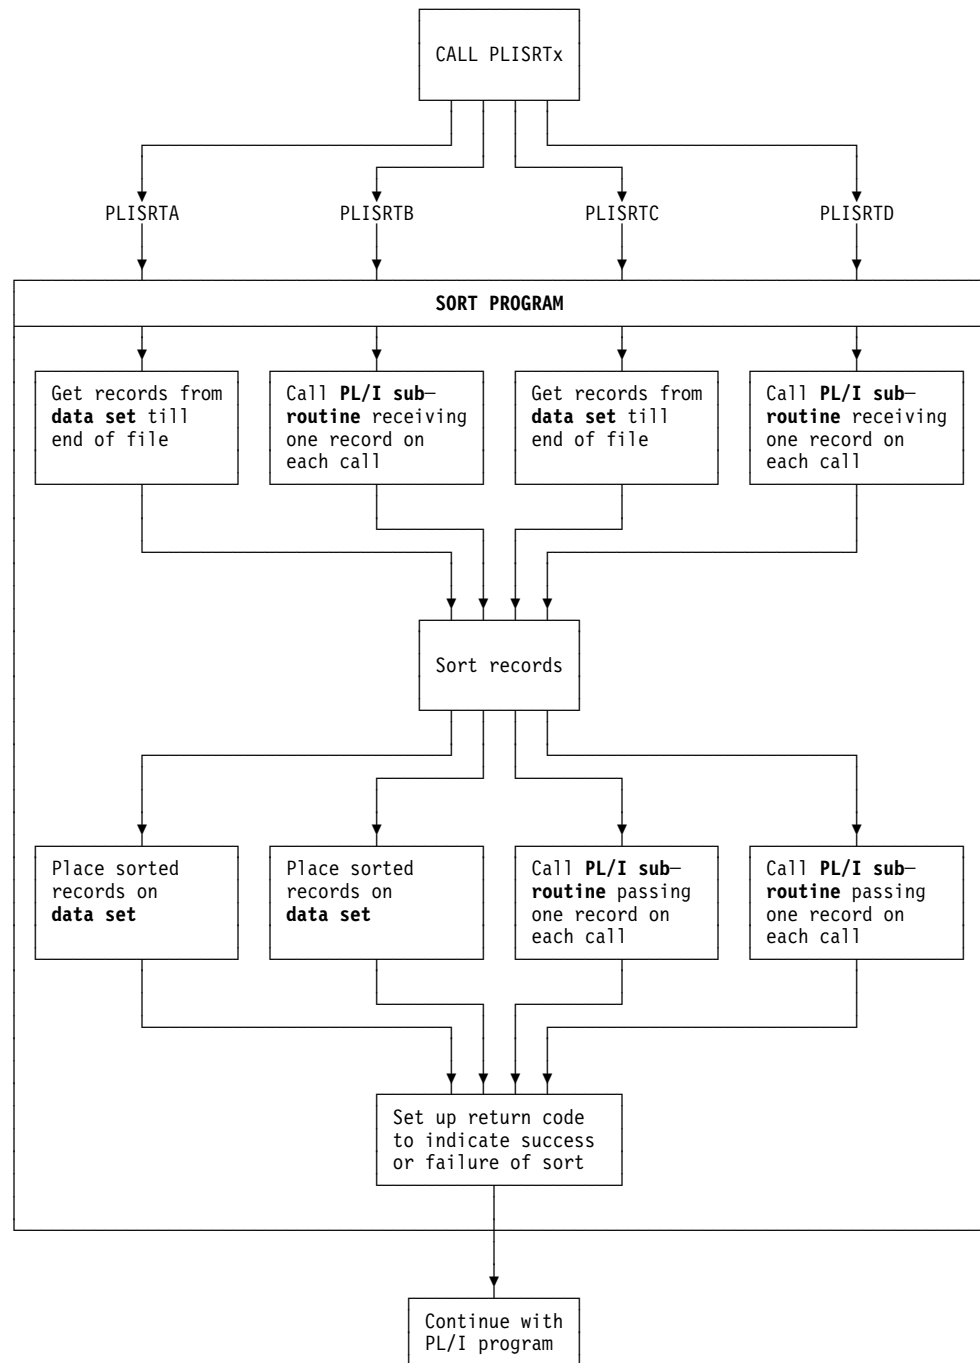 CALL PLISRTx
PLISRTA
PLISRTB
PLISRTC
PLISRTD
SORT PROGRAM
Get records from
data set till
end of file
Call PL/I sub—
routine receiving
one record on
each call
Get records from
data set till
end of file
Call PL/I sub—
routine receiving
one record on
each call
Sort records
Place sorted
records on
data set
Place sorted
records on
data set
Call PL/I sub—
routine passing
one record on
each call
Call PL/I sub—
routine passing
one record on
each call
Set up return code
to indicate success
or failure of sort
Continue with
PL/I program